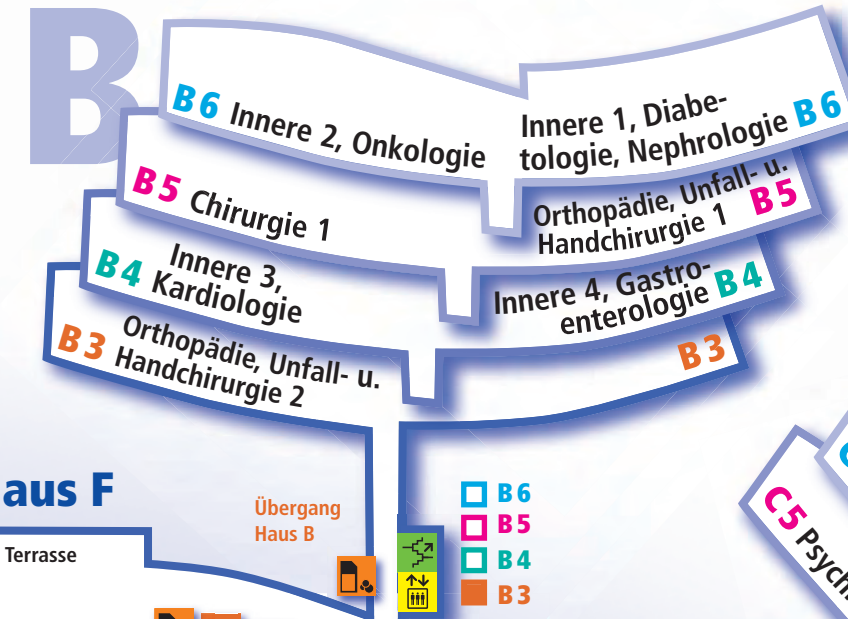 B
B6 Innere 2, Onkologie
Innere 1, Diabe-
tologie, Nephrologie B6
B5 Chirurgie 1
Orthopädie, Unfall- u.
Handchirurgie 1 B5
B4 Innere 3,
Kardiologie
Innere 4, Gastro-
enterologie B4
B3 Orthopädie, Unfall- u.
Handchirurgie 2
B3
aus F
Terrasse
Übergang
Haus B
B6
B5
B4
B3
C5 Psych